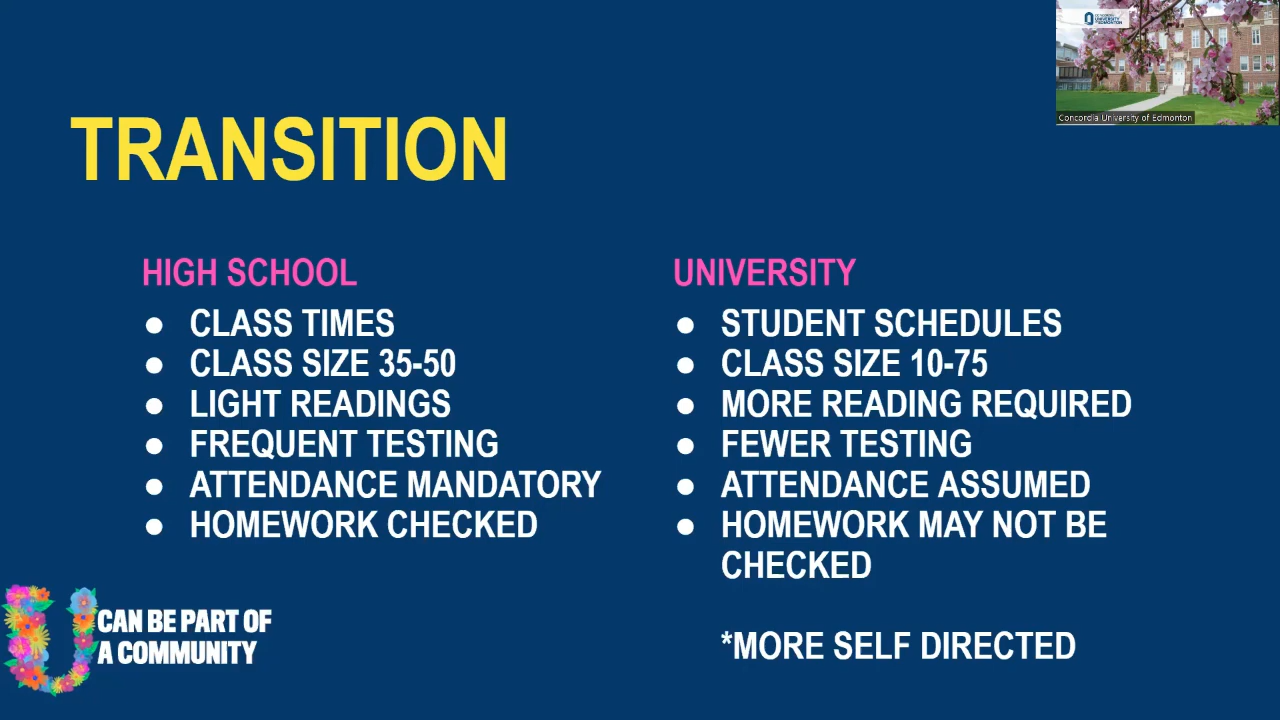 UNIVERSITY
Concordia University of Edmonton
TRANSITION
HIGH SCHOOL
● CLASS TIMES
● CLASS SIZE 35-50
● LIGHT READINGS
● FREQUENT TESTING
● ATTENDANCE MANDATORY
● HOMEWORK CHECKED
UNIVERSITY
● STUDENT SCHEDULES
● CLASS SIZE 10-75
● MORE READING REQUIRED
● FEWER TESTING
● ATTENDANCE ASSUMED
● HOMEWORK MAY NOT BE
CHECKED
*MORE SELF DIRECTED
U CAN BE PART OF
A COMMUNITY